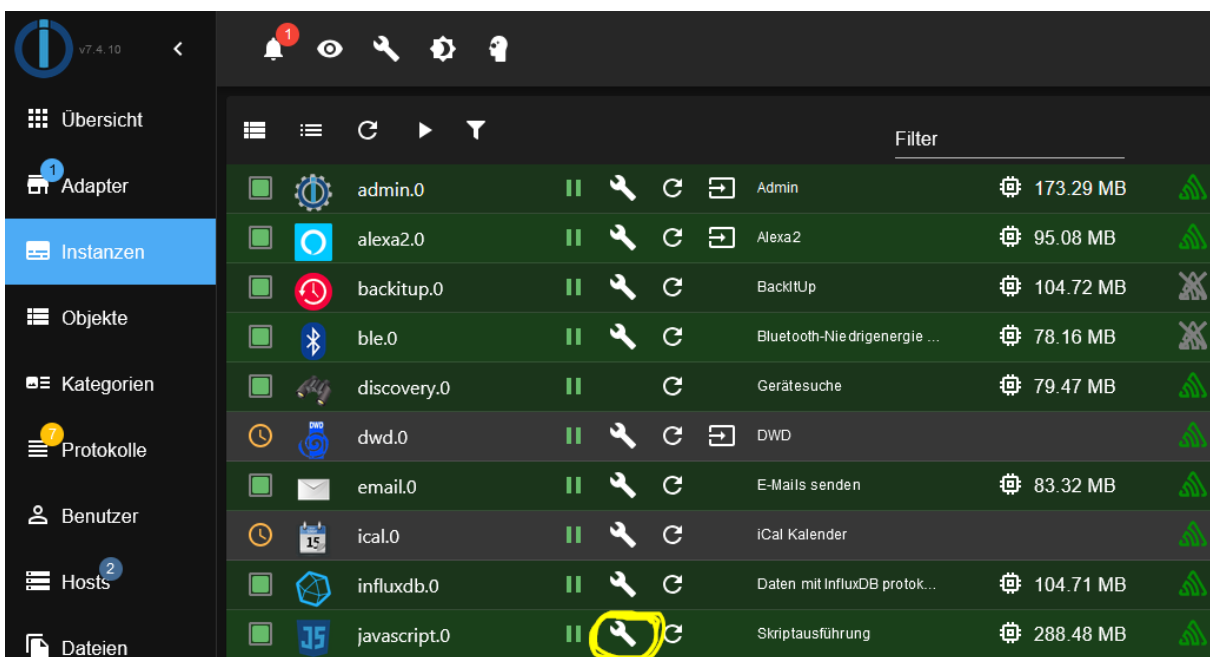 v7.4.10
1
Übersicht
1
Adapter
Instanzen
Objekte
Kategorien
7
Protokolle
Benutzer
2
Hosts
Dateien
Filter
admin.0 Admin 173.29 MB
alexa2.0 Alexa2 95.08 MB
backitup.0 BackItUp 104.72 MB
ble.0 Bluetooth-Niedrigenergie ... 78.16 MB
discovery.0 Gerätesuche 79.47 MB
DWD
dwd.0 DWD
email.0 E-Mails senden 83.32 MB
15
ical.0 iCal Kalender
influxdb.0 Daten mit InfluxDB protok... 104.71 MB
JS javascript.0 Skriptausführung 288.48 MB